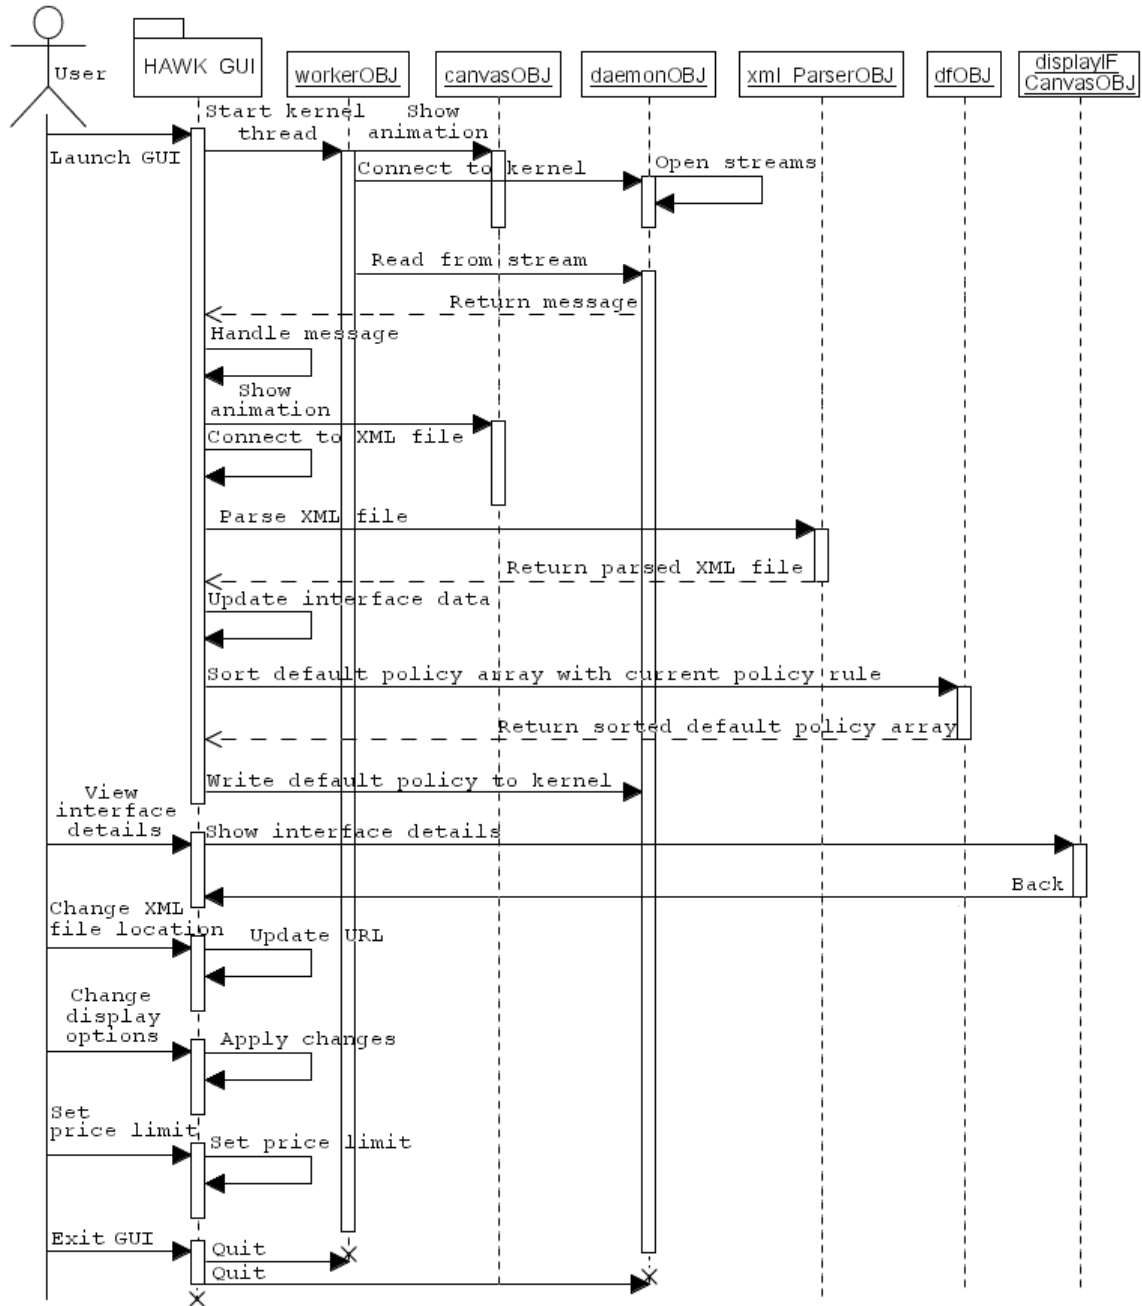 User
HAWK GUI
workerOBJ
canvasOBJ
daemonOBJ
xml ParserOBJ
dfOBJ
displayIF
CanvasOBJ
Launch GUI
Start kernel
thread
Show
animation
Connect to kernel
Open streams
Read from stream
Return message
Handle message
Show
animation
Connect to XML file
Parse XML file
Return parsed XML file
Update interface data
Sort default policy array with current policy rule
Return sorted default policy array
Write default policy to kernel
View
interface
details
Show interface details
Back
Change XML
file location
Update URL
Change
display
options
Apply changes
Set
price limit
Set price limit
Exit GUI
Quit
Quit